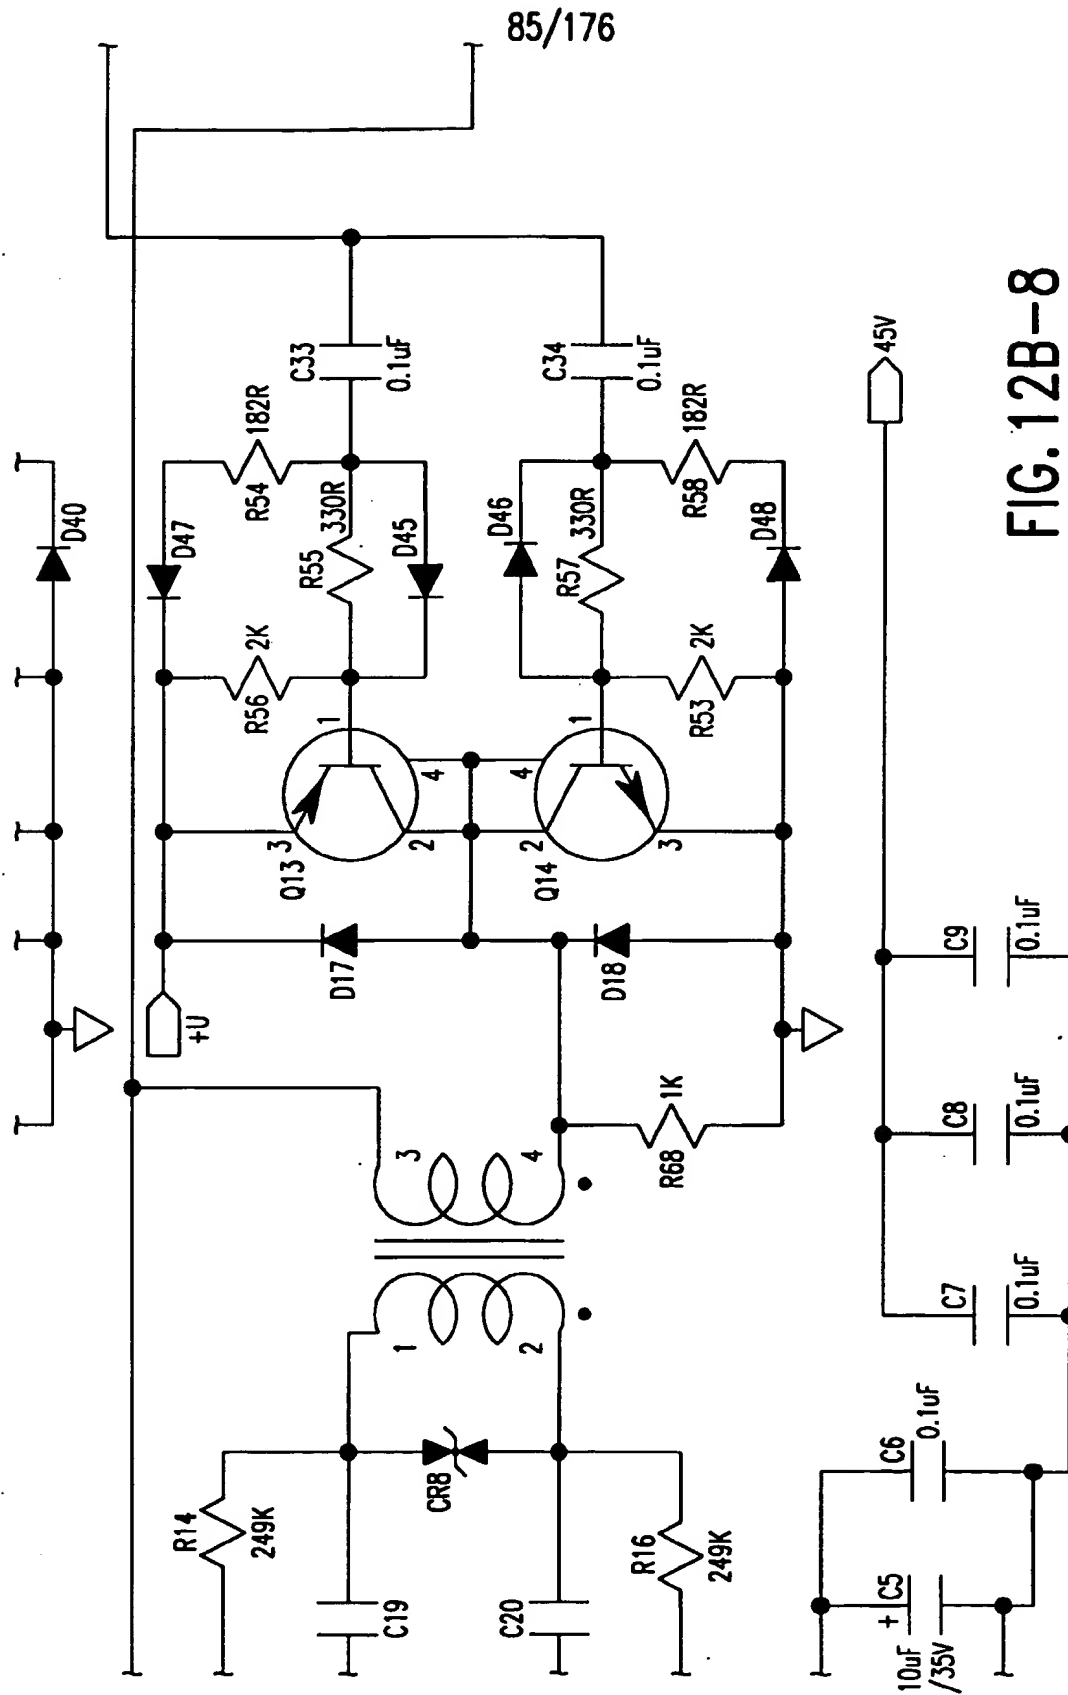 85/176
D40
D47
R54 182R
C33
0.1uF
R55 330R
D45
R56 2K
D46
C34
0.1uF
R57 330R
R58 182R
D48
R53 2K
1
4
3
2
Q13
1
4
2
3
Q14
D17
D18
+U
45V
R68 1K
3
4
1
2
C9
0.1uF
C8
0.1uF
C7
0.1uF
C6
0.1uF
+ C5
10uF
/35V
R14
249K
CR8
C19
C20
R16
249K
FIG.12B-8